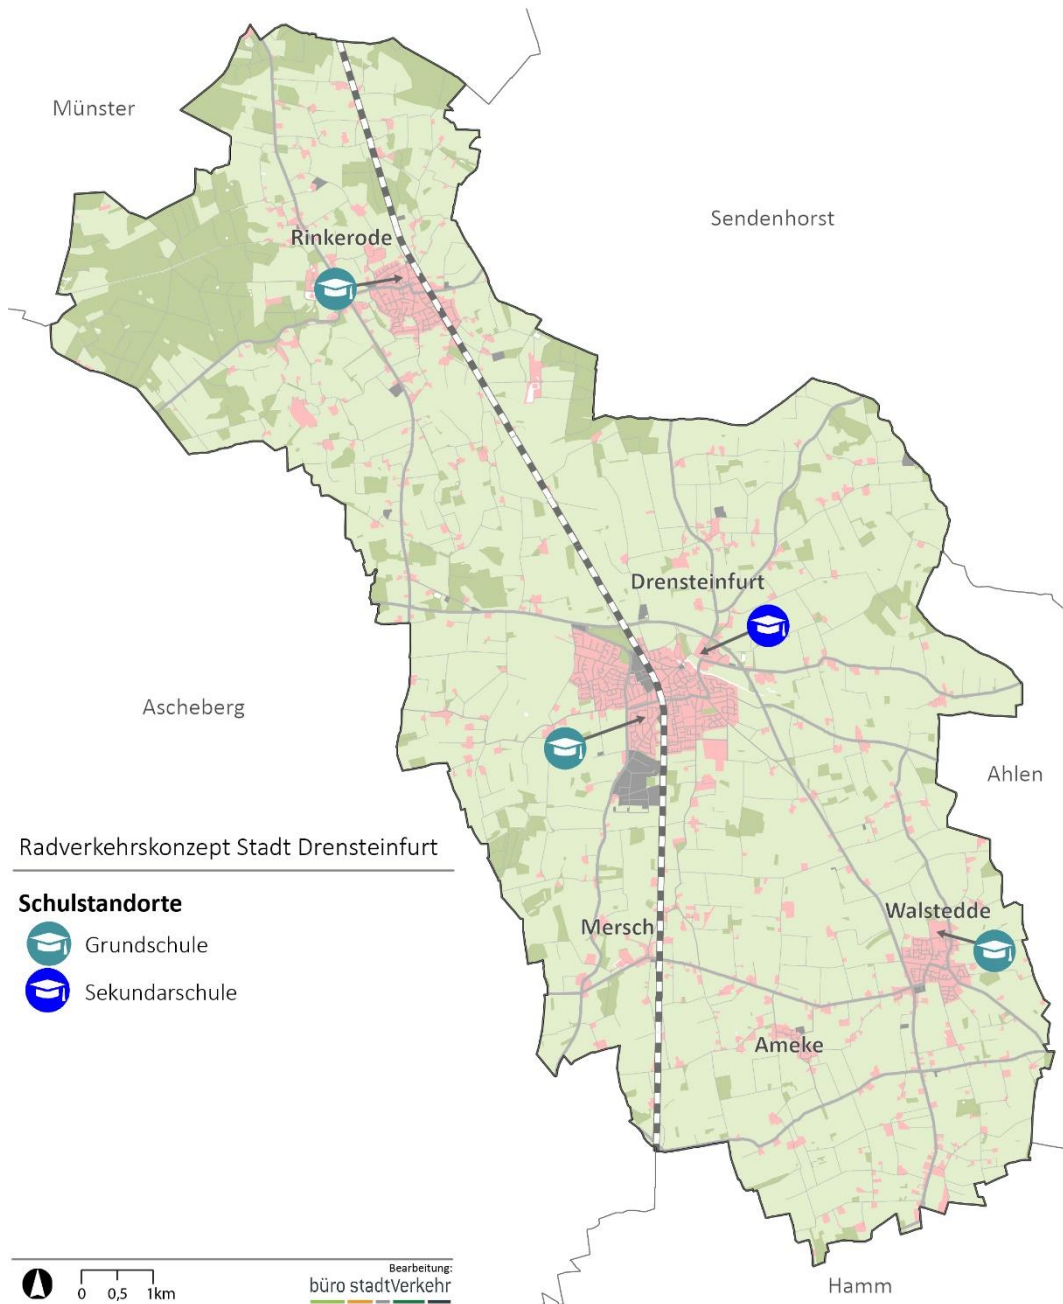 Münster
Sendenhorst
Rinkerode
Drensteinfurt
Ascheberg
Ahlen
Radverkehrskonzept Stadt Drensteinfurt
Schulstandorte
Grundschule
Sekundarschule
Walstedde
Mersch
Ameke
Hamm
0 0,5 1km
Bearbeitung:
büro stadtVerkehr